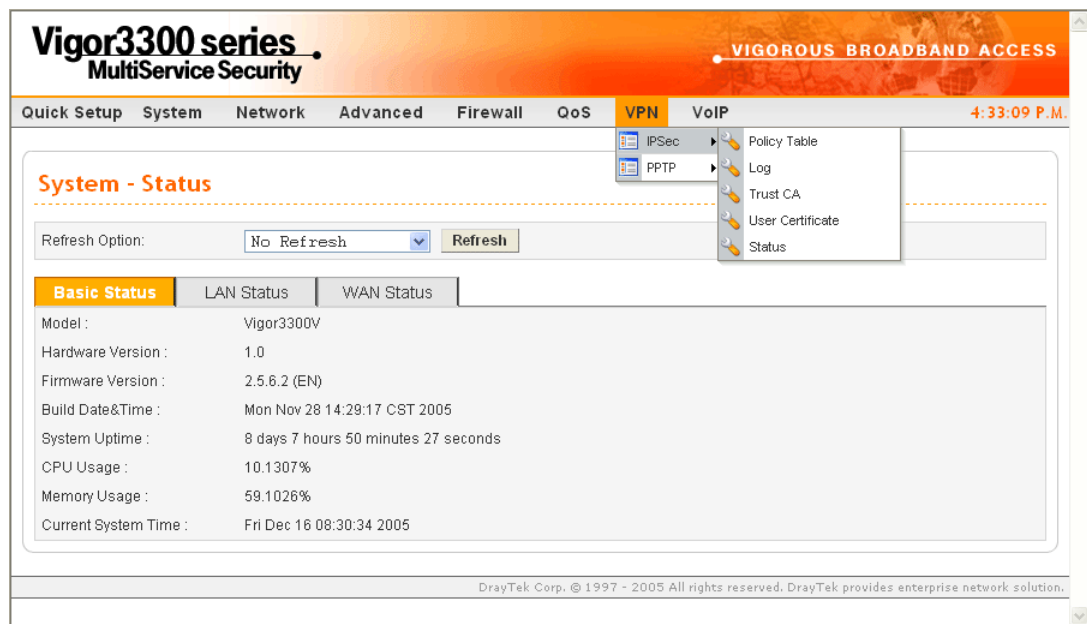 Vigor3300 series
MultiService Security
VIGOROUS BROADBAND ACCESS
Quick Setup System Network Advanced Firewall QoS VPN VoIP 4:33:09 P.M.
IPSec
PPTP
Policy Table
Log
Trust CA
User Certificate
Status
System - Status
Refresh Option: No Refresh Refresh
Basic Status LAN Status WAN Status
Model : Vigor3300V
Hardware Version : 1.0
Firmware Version : 2.5.6.2 (EN)
Build Date&Time : Mon Nov 28 14:29:17 CST 2005
System Uptime : 8 days 7 hours 50 minutes 27 seconds
CPU Usage : 10.1307%
Memory Usage : 59.1026%
Current System Time : Fri Dec 16 08:30:34 2005
DrayTek Corp. © 1997 - 2005 All rights reserved. DrayTek provides enterprise network solution.